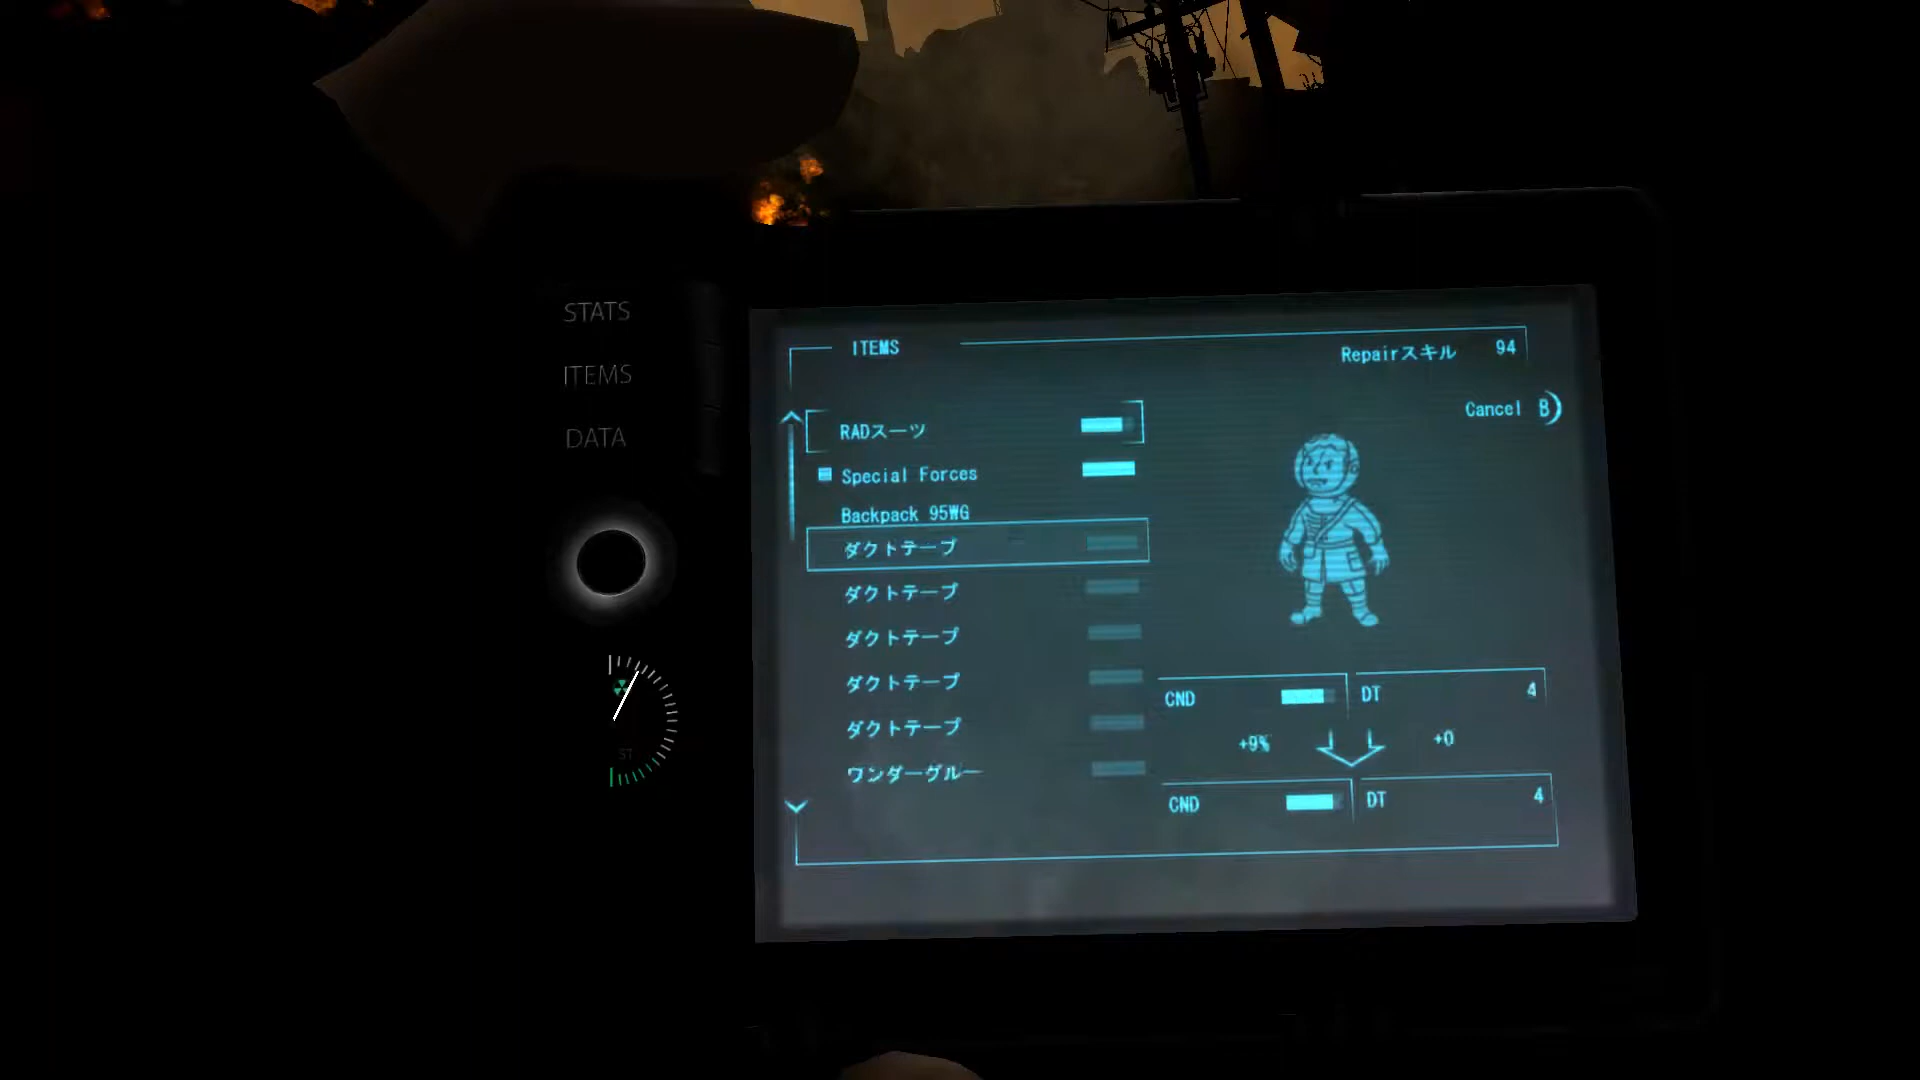 STATS
ITEMS
DATA
ITEMS
Repairスキル 94
Cancel B)
RADスーツ
Special Forces
Backpack 95WG
ダクトテープ
ダクトテープ
ダクトテープ
ダクトテープ
ダクトテープ
ワンダーグルー
CND DT 4
+9% +0
CND DT 4